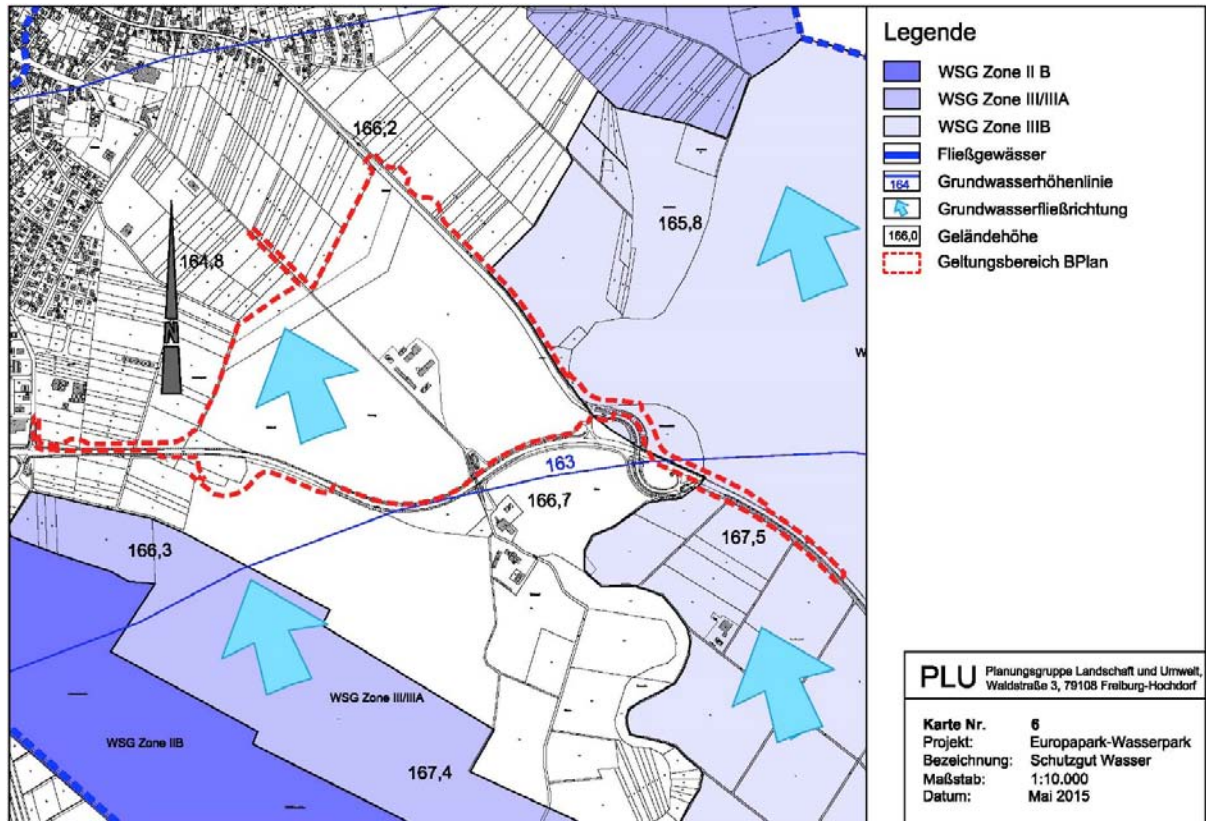 166,2
165,8
164,8
N
163
166,7
167,5
166,3
WSG Zone III/IIIA
WSG Zone IIB
167,4
W
Legende
WSG Zone II B
WSG Zone III/IIIA
WSG Zone IIIB
Fließgewässer
164 Grundwasserhöhenlinie
Grundwasserfließrichtung
166,0 Geländehöhe
Geltungsbereich BPlan
PLU Planungsgruppe Landschaft und Umwelt,
Waldstraße 3, 79108 Freiburg-Hochdorf
Karte Nr. 6
Projekt: Europapark-Wasserpark
Bezeichnung: Schutzgut Wasser
Maßstab: 1:10.000
Datum: Mai 2015